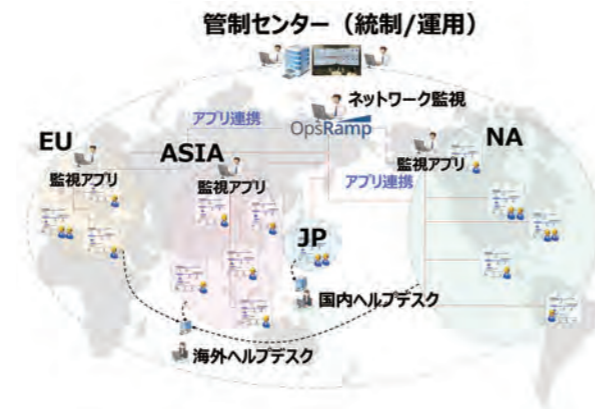 管制センター（統制/運用）
ネットワーク監視
アプリ連携
OpsRamp
EU
ASIA
NA
監視アプリ
監視アプリ
監視アプリ
アプリ連携
JP
国内ヘルプデスク
海外ヘルプデスク